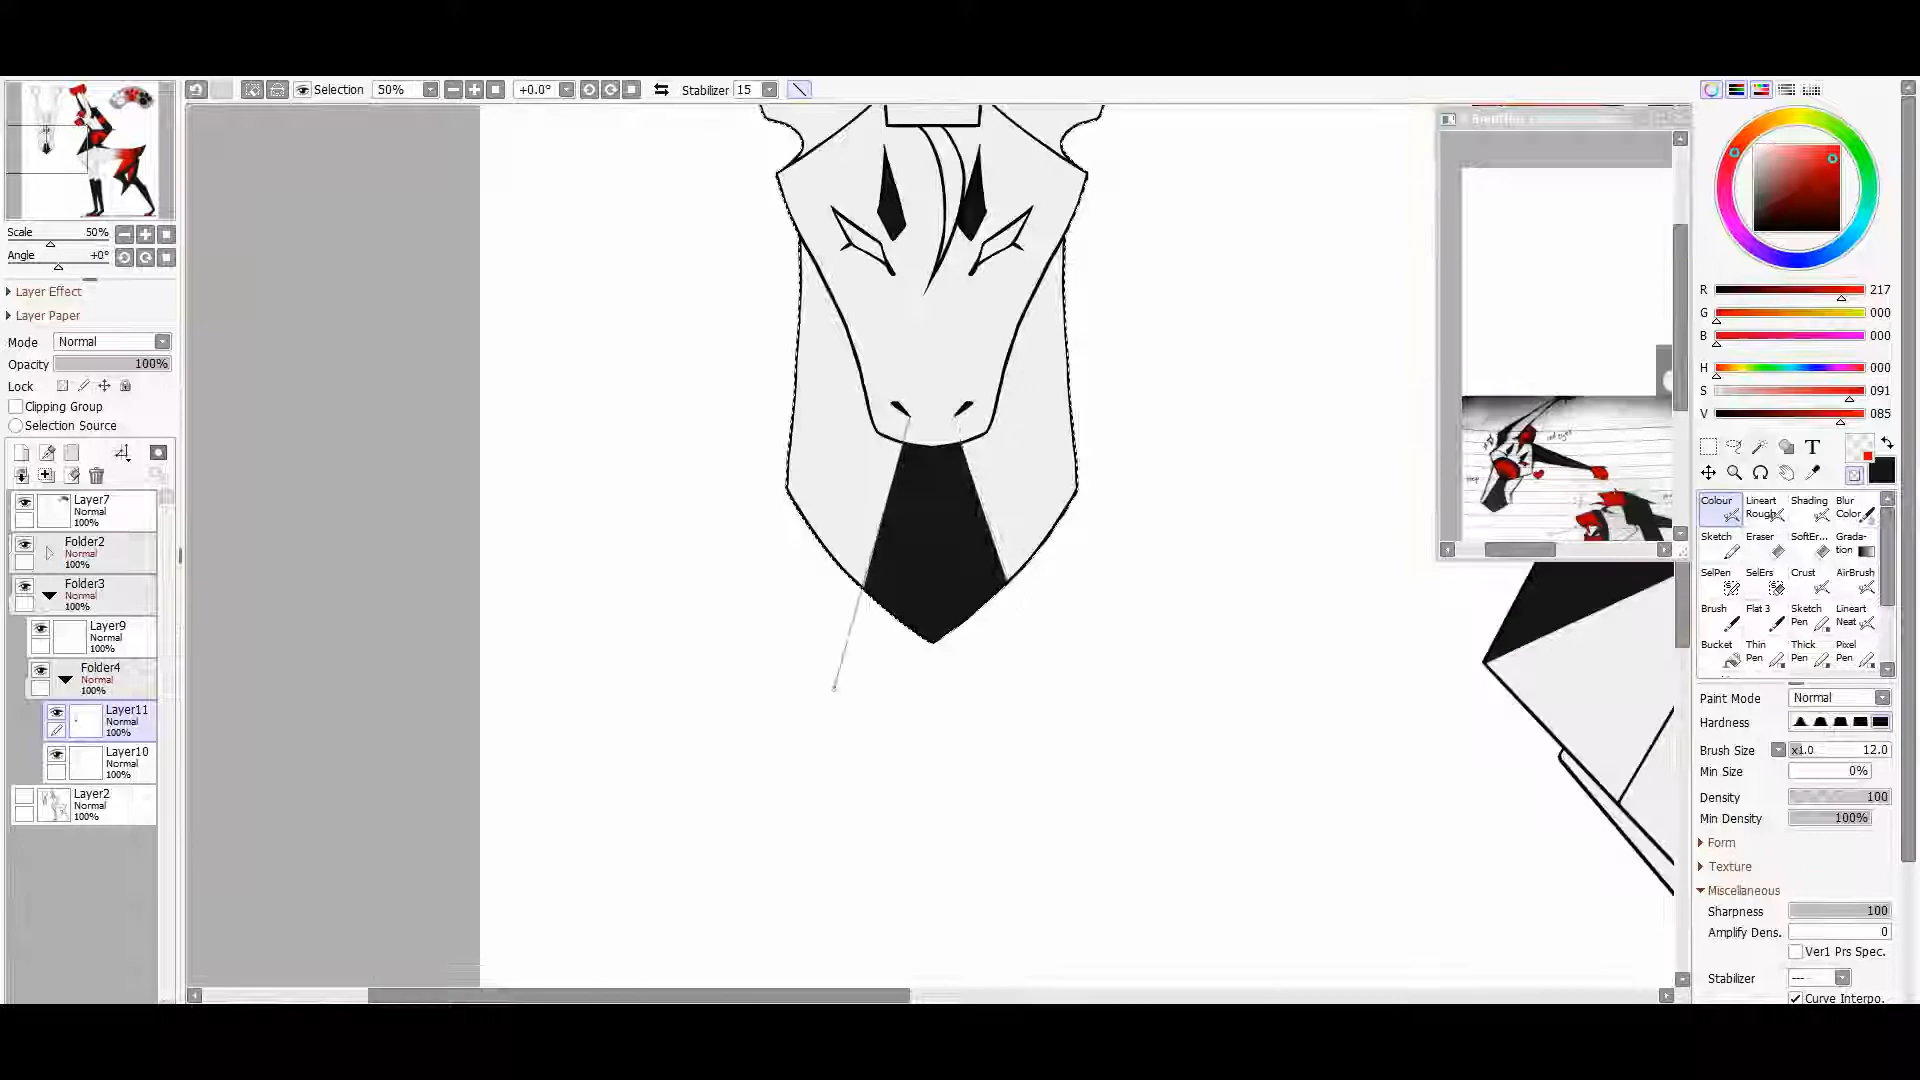 Selection 50% +0.0° Stabilizer 15
Scale 50%
Angle +0°
Layer Effect
Layer Paper
Mode Normal
Opacity 100%
Lock
Clipping Group
Selection Source
Layer7
Normal
100%
Folder2
Normal
100%
Folder3
Normal
100%
Layer9
Normal
100%
Folder4
Normal
100%
Layer11
Normal
100%
Layer10
Normal
100%
Layer2
Normal
100%
red eyes
R 217
G 000
B 000
H 000
S 091
V 085
T
Colour Lineart Rough Shading Blur Color
Sketch Eraser SoftEr... Grada-tion
SelPen SelErs Crust AirBrush
Brush Flat 3 Sketch Pen Lineart Neat
Bucket Thin Pen Thick Pen Pixel Pen
Paint Mode Normal
Hardness
Brush Size x1.0 12.0
Min Size 0%
Density 100
Min Density 100%
Form
Texture
Miscellaneous
Sharpness 100
Amplify Dens. 0
Ver1 Prs Spec.
Stabilizer ---
Curve Interpo.